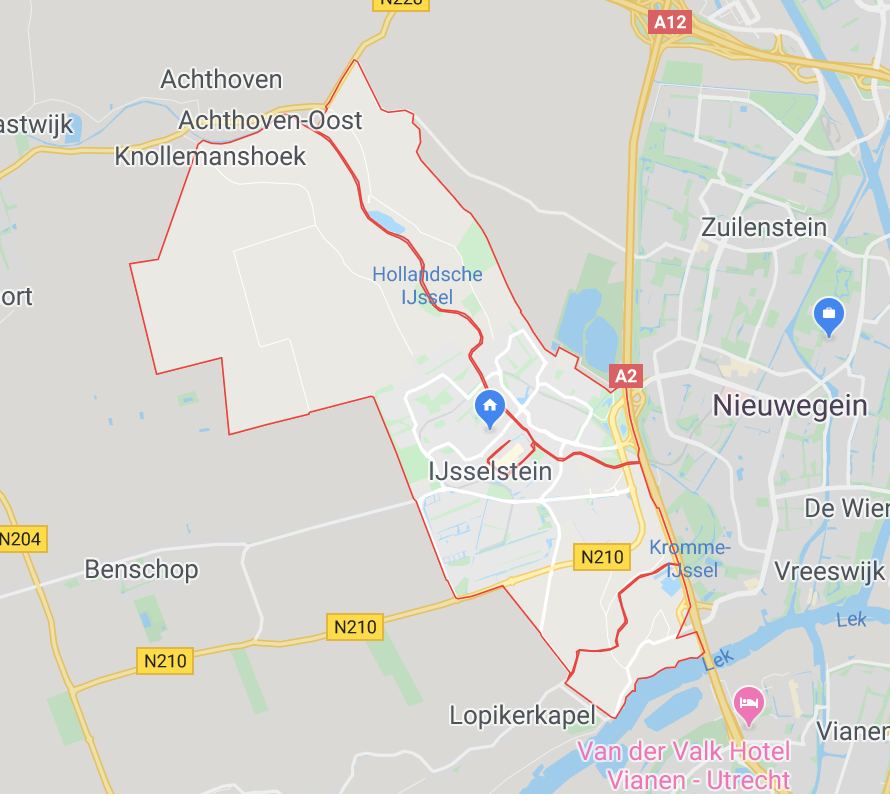 N228
A12
Achthoven
Achthoven-Oost
Knollemanshoek
Zuilenstein
Hollandsche
IJssel
ort
A2
Nieuwegein
IJsselstein
De Wier
N204
Kromme-
IJssel
N210
Benschop
Vreeswijk
Lek
N210
N210
Lek
Lopikerkapel
Vianen
Van der Valk Hotel
Vianen - Utrecht